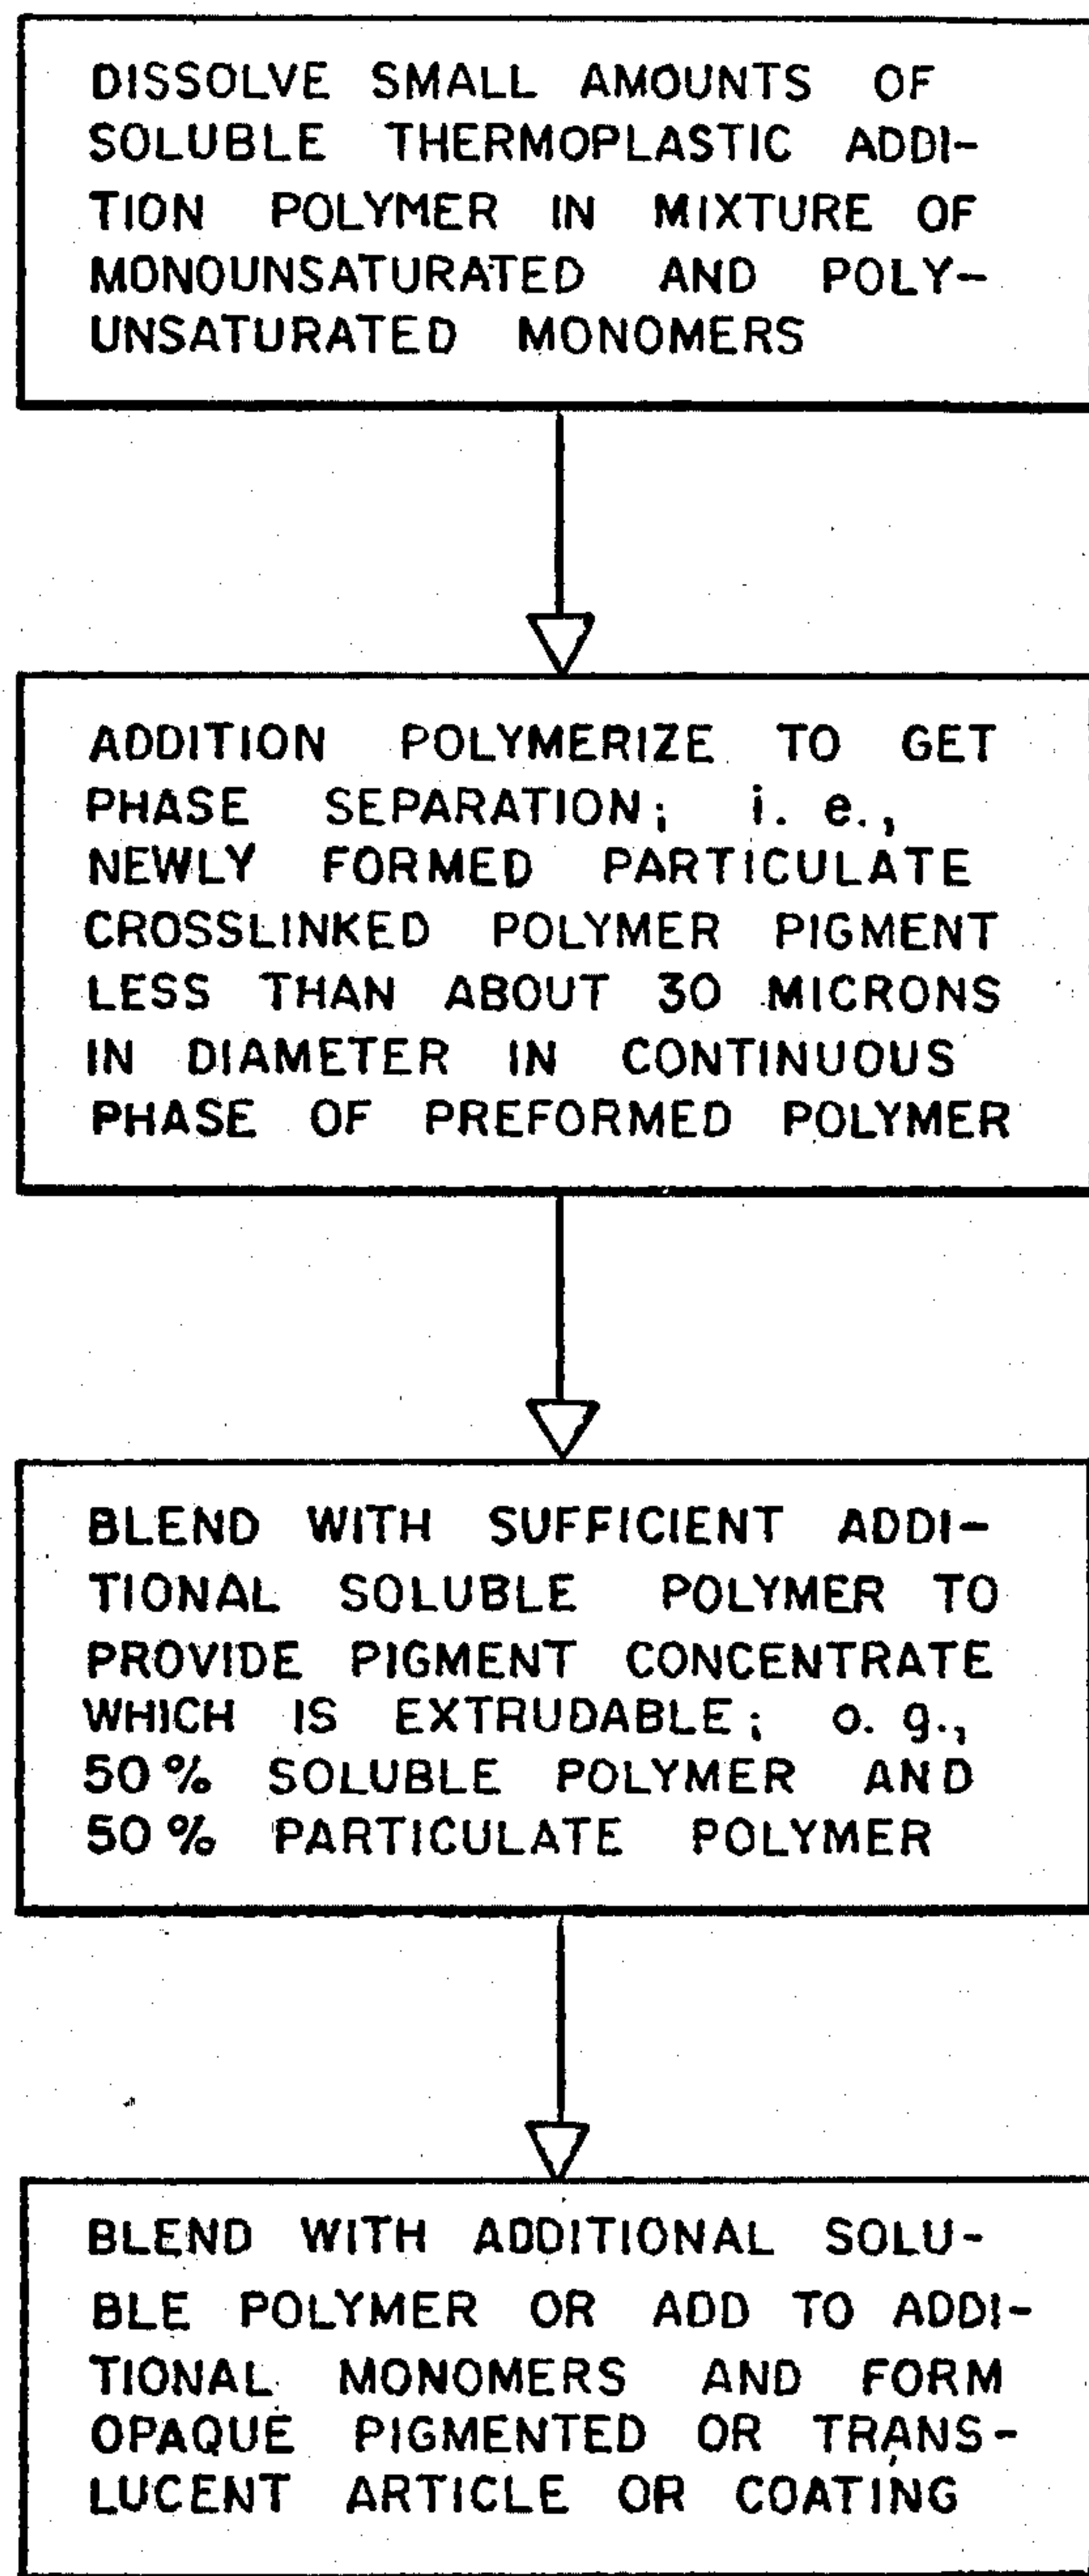 DISSOLVE SMALL AMOUNTS OF
SOLUBLE THERMOPLASTIC ADDI-
TION POLYMER IN MIXTURE OF
MONOUNSATURATED AND POLY-
UNSATURATED MONOMERS
ADDITION POLYMERIZE TO GET
PHASE SEPARATION; i. e.,
NEWLY FORMED PARTICULATE
CROSSLINKED POLYMER PIGMENT
LESS THAN ABOUT 30 MICRONS
IN DIAMETER IN CONTINUOUS
PHASE OF PREFORMED POLYMER
BLEND WITH SUFFICIENT ADDI-
TIONAL SOLUBLE POLYMER TO
PROVIDE PIGMENT CONCENTRATE
WHICH IS EXTRUDABLE; o. g.,
50% SOLUBLE POLYMER AND
50% PARTICULATE POLYMER
BLEND WITH ADDITIONAL SOLU-
BLE POLYMER OR ADD TO ADDI-
TIONAL MONOMERS AND FORM
OPAQUE PIGMENTED OR TRANS-
LUCENT ARTICLE OR COATING